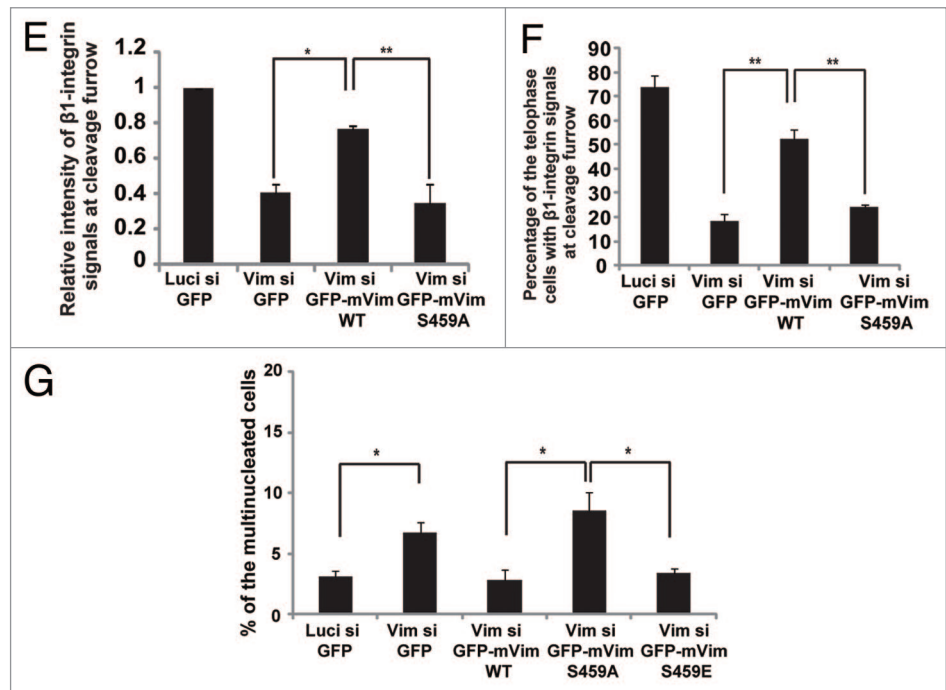 E
Relative intensity of β1-integrin
signals at cleavage furrow
1.2
1
0.8
0.6
0.4
0.2
0
*
**
Luci si
GFP
Vim si
GFP
Vim si
GFP-mVim
WT
Vim si
GFP-mVim
S459A
F
Percentage of the telophase
cells with β1-integrin signals
at cleavage furrow
90
80
70
60
50
40
30
20
10
0
**
**
Luci si
GFP
Vim si
GFP
Vim si
GFP-mVim
WT
Vim si
GFP-mVim
S459A
G
% of the multinucleated cells
20
15
10
5
0
*
*
*
Luci si
GFP
Vim si
GFP
Vim si
GFP-mVim
WT
Vim si
GFP-mVim
S459A
Vim si
GFP-mVim
S459E